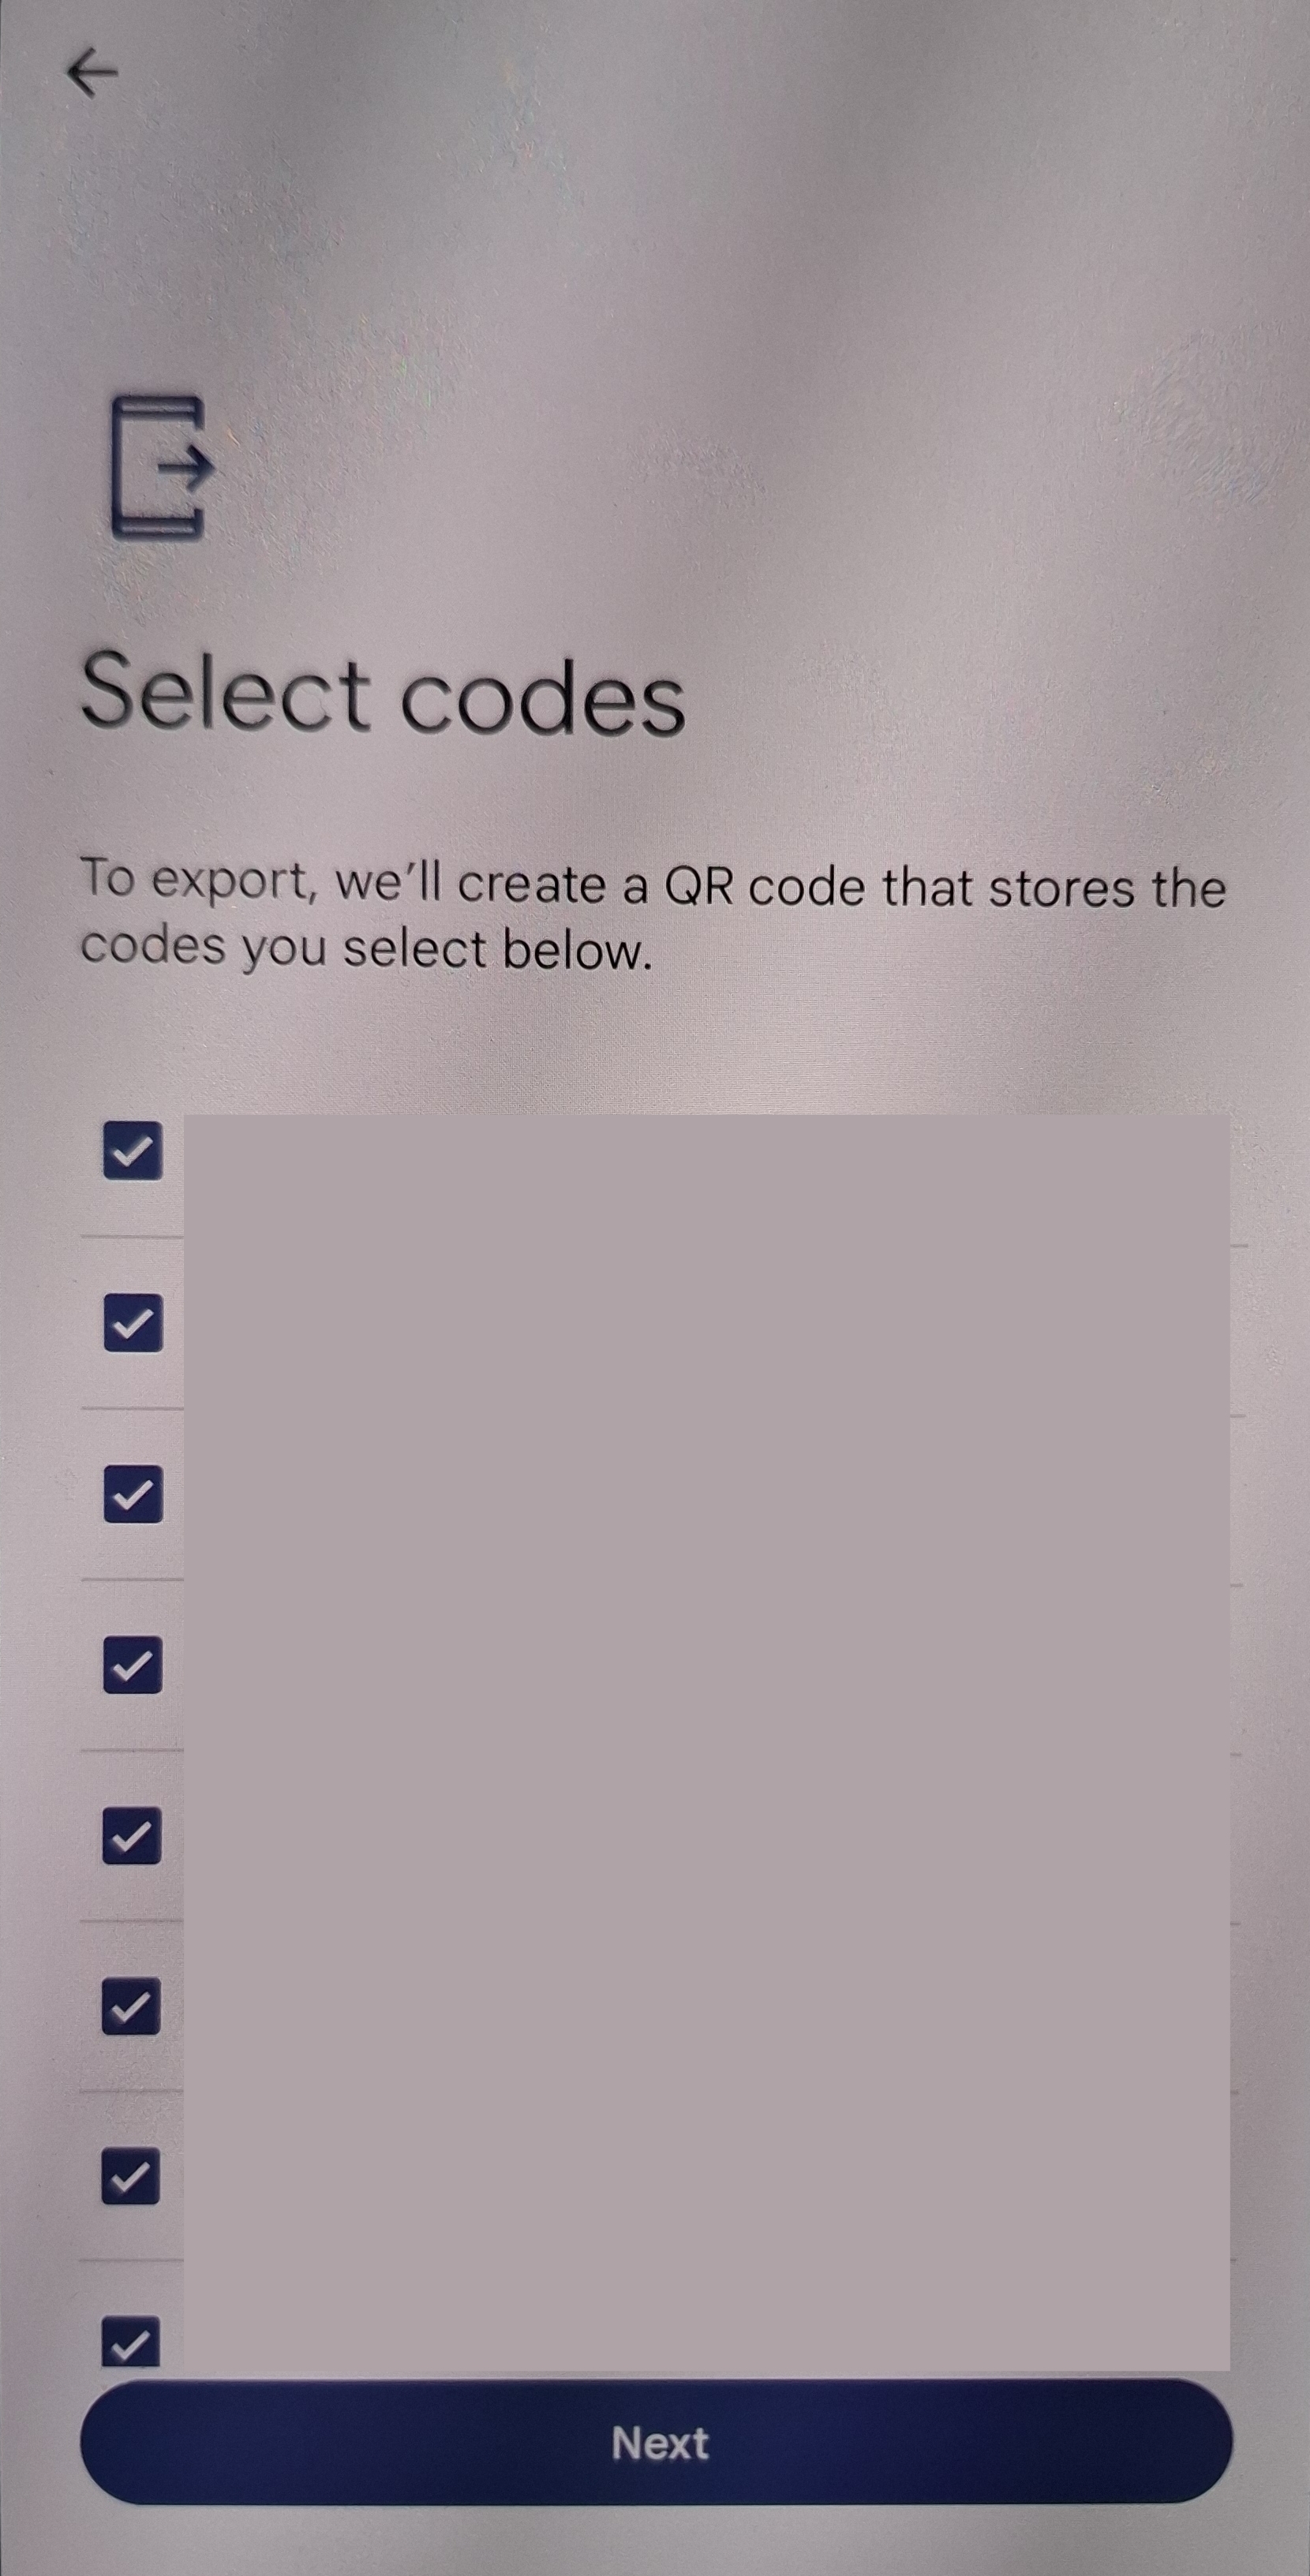 Select codes
To export, we’ll create a QR code that stores the
codes you select below.
Next